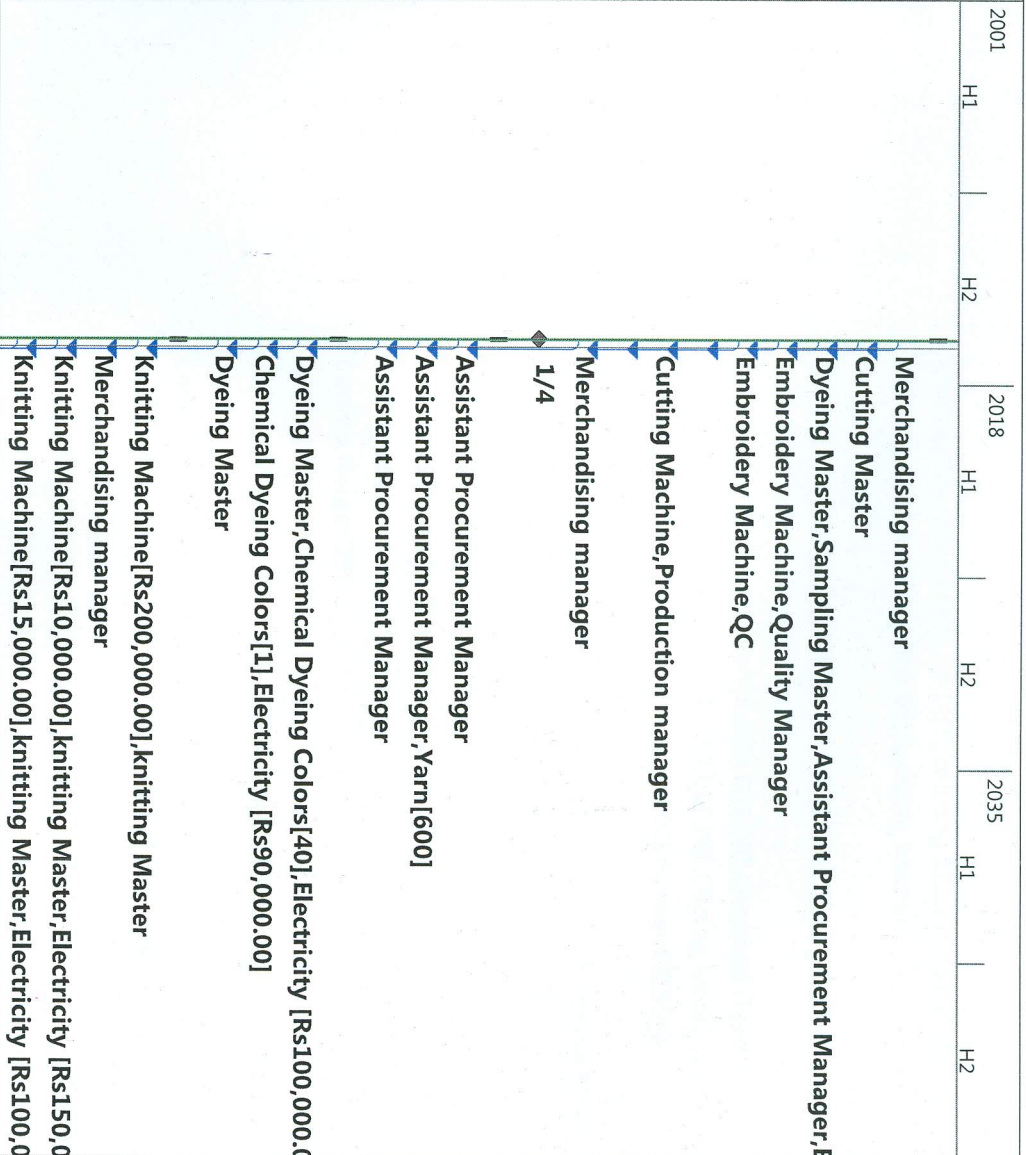 2001 2018 2035
H1 H2 H1 H2 H1 H2
Merchandising manager
Cutting Master
Dyeing Master,Sampling Master,Assistant Procurement Manager,E
Embroidery Machine,Quality Manager
Embroidery Machine,QC
Cutting Machine,Production manager
Merchandising manager
1/4
Assistant Procurement Manager
Assistant Procurement Manager,Yarn[600]
Assistant Procurement Manager
Dyeing Master,Chemical Dyeing Colors[40],Electricity [Rs100,000.0
Chemical Dyeing Colors[1],Electricity [Rs90,000.00]
Dyeing Master
Knitting Machine[Rs200,000.00],knitting Master
Merchandising manager
Knitting Machine[Rs10,000.00],knitting Master,Electricity [Rs150,0
Knitting Machine[Rs15,000.00],knitting Master,Electricity [Rs100,0